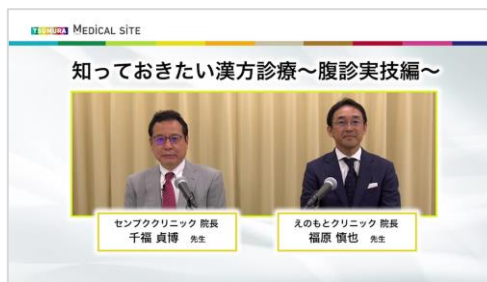 TSUMURA MEDICAL SITE
知っておきたい漢方診療～腹診実技編～
センプククリニック 院長
千福 貞博 先生
えのもとクリニック 院長
福原 慎也 先生